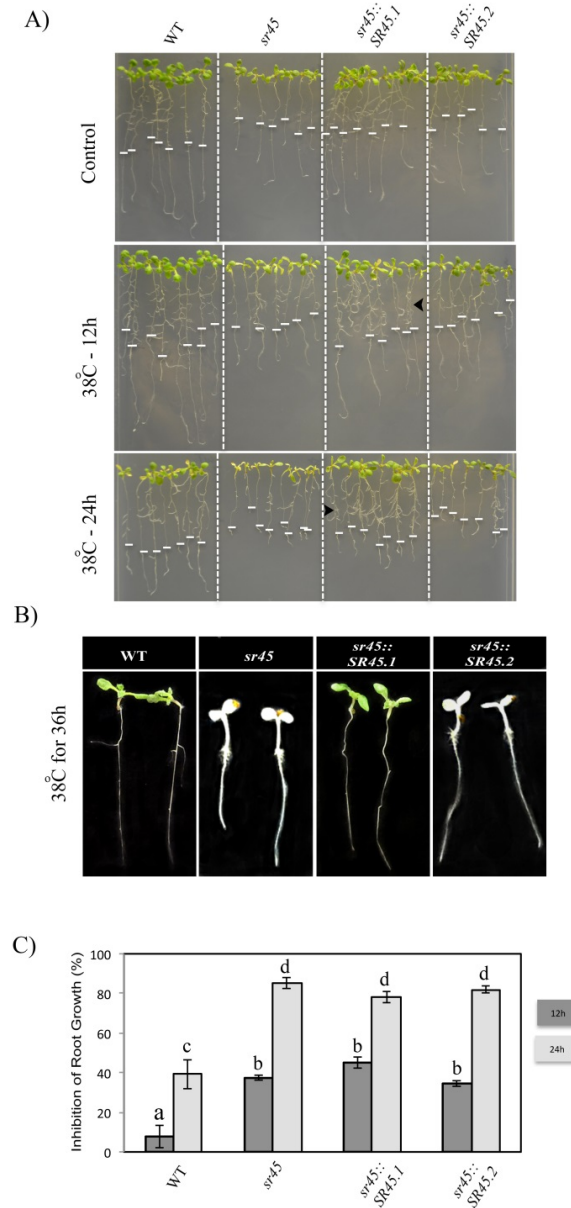 A)
WT
sr45
sr45::
SR45.1
sr45::
SR45.2
Control
38°C - 12h
38°C - 24h
B)
WT
sr45
sr45::
SR45.1
sr45::
SR45.2
38°C for 36h
C)
Inhibition of Root Growth (%)
100
80
60
40
20
0
a
c
b
d
b
d
b
d
WT
sr45
sr45::
SR45.1
sr45::
SR45.2
12h
24h